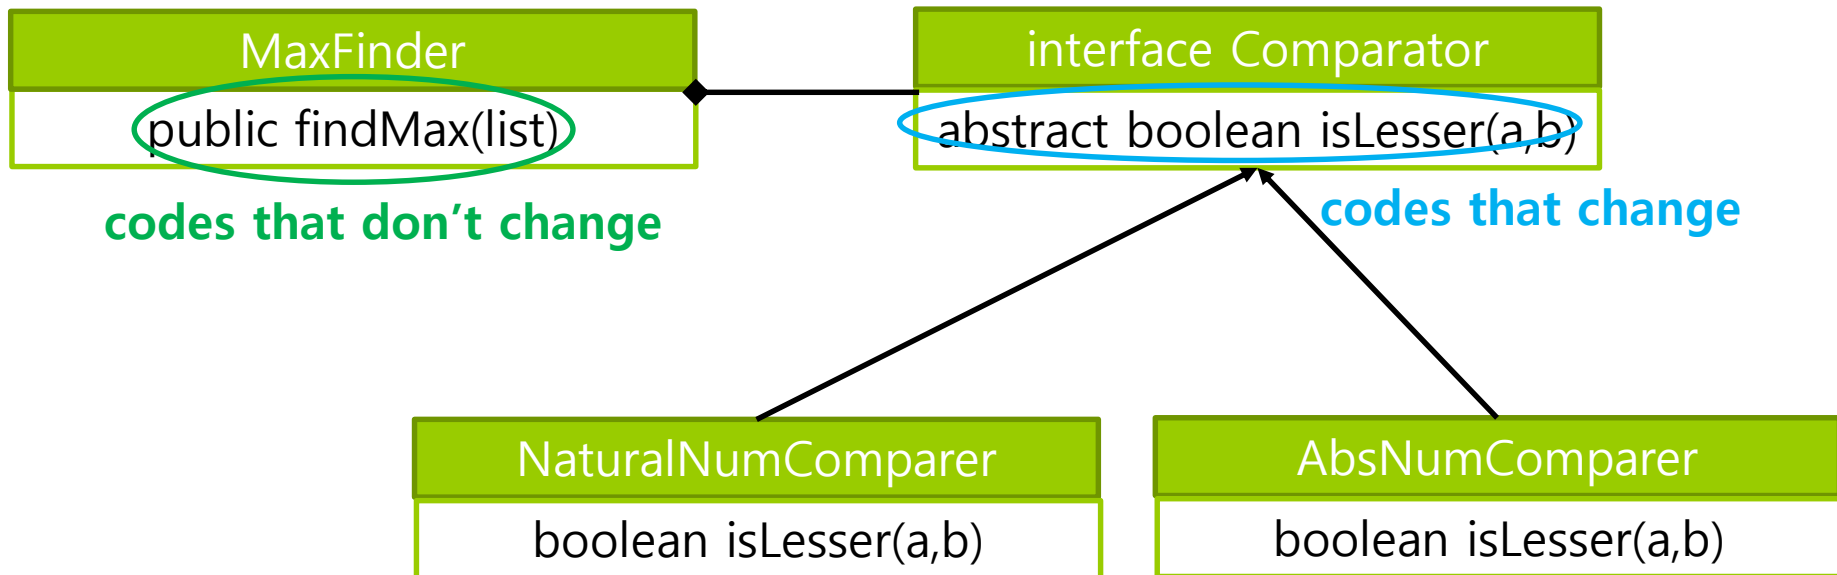 MaxFinder
public findMax(list)
codes that don’t change
interface Comparator
abstract boolean isLesser(a,b)
codes that change
NaturalNumComparer
boolean isLesser(a,b)
AbsNumComparer
boolean isLesser(a,b)